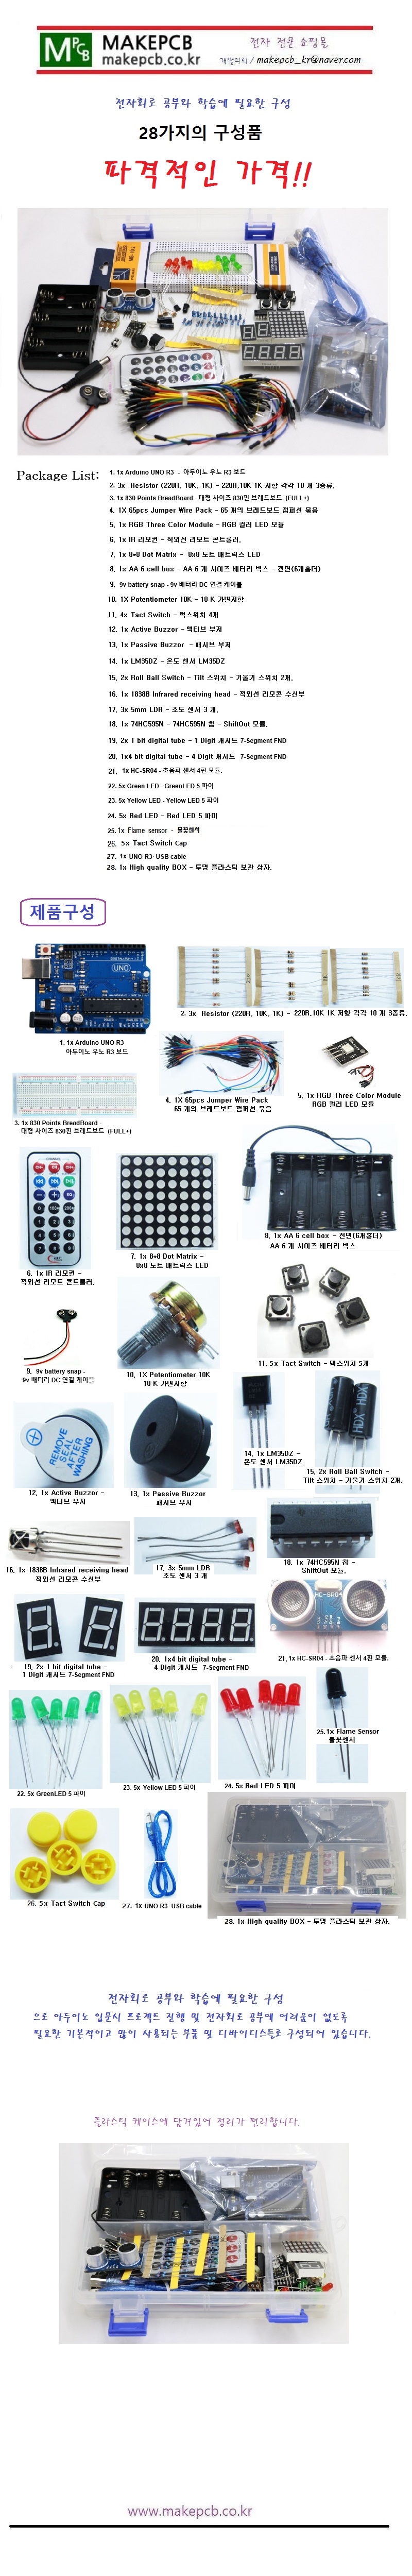 MPCB
MAKEPCB
makepcb.co.kr
전자 전문 쇼핑몰
개발의뢰 / makepcb_kr@naver.com
전자회로 공부와 학습에 필요한 구성
28가지의 구성품
파격적인 가격!!
Package List:
1. 1x Arduino UNO R3 - 아두이노 우노 R3 보드
2. 3x Resistor (220R, 10K, 1K) - 220R,10K 1K 저항 각각 10 개 3종류.
3. 1x 830 Points BreadBoard - 대형 사이즈 830핀 브레드보드 (FULL+)
4, 1X 65pcs Jumper Wire Pack - 65 개의 브레드보드 점퍼선 묶음
5, 1x RGB Three Color Module - RGB 컬러 LED 모듈
6, 1x IR 리모컨 - 적외선 리모트 콘트롤러.
7, 1x 8*8 Dot Matrix - 8x8 도트 매트릭스 LED
8, 1x AA 6 cell box - AA 6 개 사이즈 배터리 박스 - 전면(6개홀더)
9, 9v battery snap - 9v 배터리 DC 연결 케이블
10, 1X Potentiometer 10K - 10 K 가변저항
11, 4x Tact Switch - 택스위치 4개
12, 1x Active Buzzer - 액티브 부저
13, 1x Passive Buzzer - 패시브 부저
14, 1x LM35DZ - 온도 센서 LM35DZ
15, 2x Roll Ball Switch - Tilt 스위치 - 기울기 스위치 2개.
16, 1x 1838B Infrared receiving head - 적외선 리모콘 수신부
17, 3x 5mm LDR - 조도 센서 3 개.
18, 1x 74HC595N - 74HC595N 칩 - ShiftOut 모듈.
19, 2x 1 bit digital tube - 1 Digit 캐서드 7-Segment FND
20, 1x4 bit digital tube - 4 Digit 캐서드 7-Segment FND
21, 1x HC-SR04 - 초음파 센서 4핀 모듈.
22. 5x Green LED - GreenLED 5 파이
23. 5x Yellow LED - Yellow LED 5 파이
24. 5x Red LED - Red LED 5 파이
25. 1x Flame sensor - 불꽃센서
26. 5x Tact Switch Cap
27. 1x UNO R3 USB cable
28. 1x High quality BOX - 투명 플라스틱 보관 상자.
제품구성
UNO
1. 1x Arduino UNO R3
아두이노 우노 R3 보드
2. 3x Resistor (220R, 10K, 1K) - 220R,10K 1K 저항 각각 10 개 3종류.
3. 1x 830 Points BreadBoard -
대형 사이즈 830핀 브레드보드 (FULL+)
4, 1X 65pcs Jumper Wire Pack
65 개의 브레드보드 점퍼선 묶음
5, 1x RGB Three Color Module
RGB 컬러 LED 모듈
6, 1x IR 리모컨 -
적외선 리모트 콘트롤러.
7, 1x 8*8 Dot Matrix -
8x8 도트 매트릭스 LED
8, 1x AA 6 cell box - 전면(6개홀더)
AA 6 개 사이즈 배터리 박스
9, 9v battery snap -
9v 배터리 DC 연결 케이블
10, 1X Potentiometer 10K
10 K 가변저항
11, 5x Tact Switch - 택스위치 5개
REMOVE
SEAL
AFTER
WASHING
12, 1x Active Buzzer -
액티브 부저
13, 1x Passive Buzzer
패시브 부저
14, 1x LM35DZ -
온도 센서 LM35DZ
HDX
15, 2x Roll Ball Switch -
Tilt 스위치 - 기울기 스위치 2개.
16, 1x 1838B Infrared receiving head
적외선 리모콘 수신부
17, 3x 5mm LDR
조도 센서 3 개
18, 1x 74HC595N 칩 -
ShiftOut 모듈.
19, 2x 1 bit digital tube -
1 Digit 캐서드 7-Segment FND
20, 1x4 bit digital tube -
4 Digit 캐서드 7-Segment FND
HC-SR04
21, 1x HC-SR04 - 초음파 센서 4핀 모듈.
22. 5x GreenLED 5 파이
23. 5x Yellow LED 5 파이
24. 5x Red LED 5 파이
25. 1x Flame Sensor
불꽃센서
26. 5x Tact Switch Cap
27. 1x UNO R3 USB cable
28. 1x High quality BOX - 투명 플라스틱 보관 상자.
전자회로 공부와 학습에 필요한 구성
으로 아두이노 입문시 프로젝트 진행 및 전자회로 공부에 어려움이 없도록
필요한 기본적이고 많이 사용되는 부품 및 디바이디스들로 구성되어 있습니다.
플라스틱 케이스에 담겨있어 정리가 편리합니다.
www.makepcb.co.kr